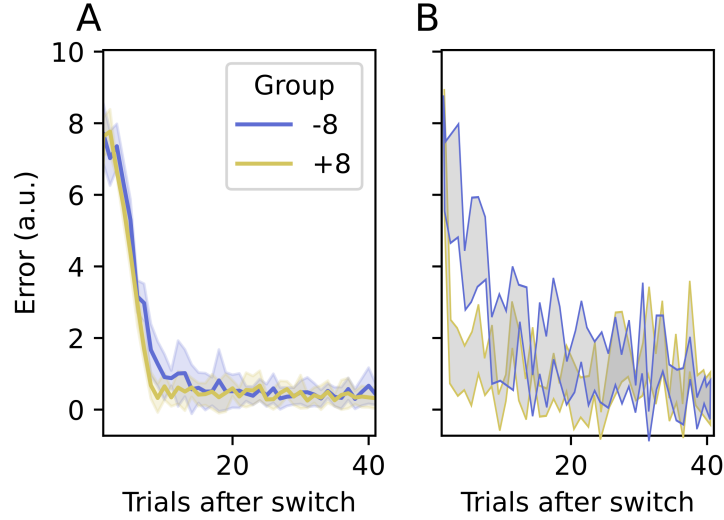 A
B
10
8
6
4
2
0
Error (a.u.)
Group
-8
+8
20
40
20
40
Trials after switch
Trials after switch